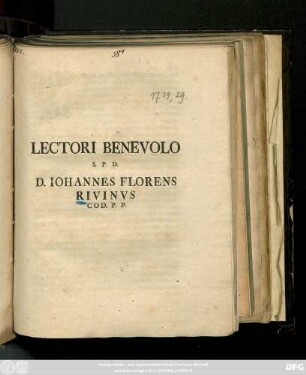 1739, 29.
LECTORI BENEVOLO
S. P. D.
D. IOHANNES FLORENS
RIVINVS
COD. P. P.